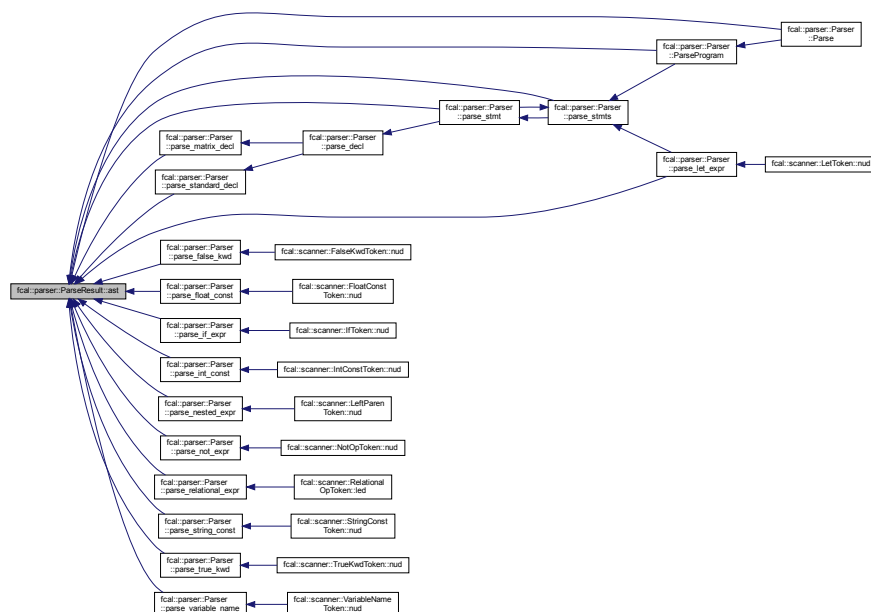 fcal::parser::Parser
::Parse
fcal::parser::Parser
::ParseProgram
fcal::parser::Parser
::parse_stmt
fcal::parser::Parser
::parse_stmts
fcal::parser::Parser
::parse_matrix_decl
fcal::parser::Parser
::parse_decl
fcal::parser::Parser
::parse_let_expr
fcal::scanner::LetToken::nud
fcal::parser::Parser
::parse_standard_decl
fcal::parser::Parser
::parse_false_kwd
fcal::scanner::FalseKwdToken::nud
fcal::parser::ParseResult::ast
fcal::parser::Parser
::parse_float_const
fcal::scanner::FloatConst
Token::nud
fcal::parser::Parser
::parse_if_expr
fcal::scanner::IfToken::nud
fcal::parser::Parser
::parse_int_const
fcal::scanner::IntConstToken::nud
fcal::parser::Parser
::parse_nested_expr
fcal::scanner::LeftParen
Token::nud
fcal::parser::Parser
::parse_not_expr
fcal::scanner::NotOpToken::nud
fcal::parser::Parser
::parse_relational_expr
fcal::scanner::Relational
OpToken::led
fcal::parser::Parser
::parse_string_const
fcal::scanner::StringConst
Token::nud
fcal::parser::Parser
::parse_true_kwd
fcal::scanner::TrueKwdToken::nud
fcal::parser::Parser
::parse_variable_name
fcal::scanner::VariableName
Token::nud